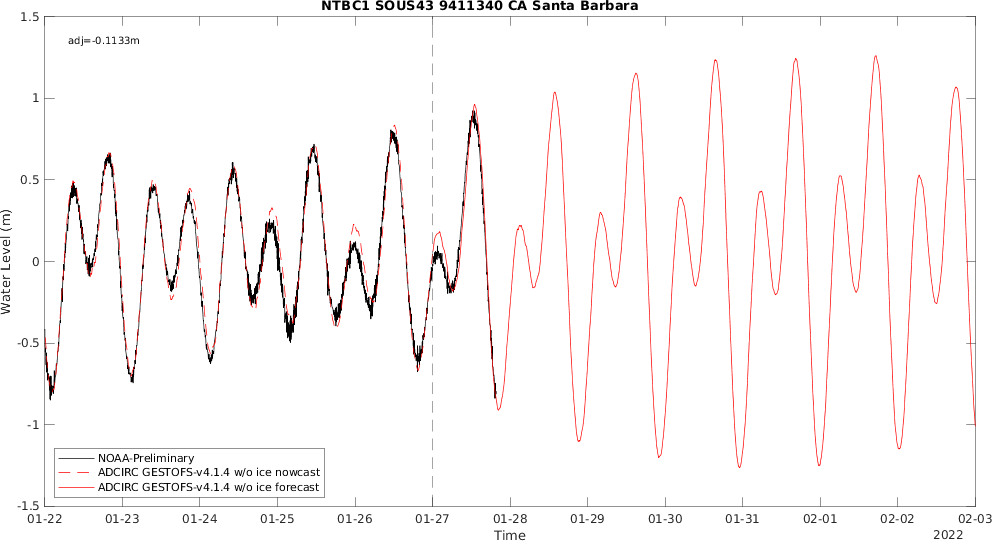 NTBC1 SOUS43 9411340 CA Santa Barbara
1.5
adj=-0.1133m
1
0.5
0
-0.5
-1
-1.5
Water Level (m)
NOAA-Preliminary
ADCIRC GESTOFS-v4.1.4 w/o ice nowcast
ADCIRC GESTOFS-v4.1.4 w/o ice forecast
01-22 01-23 01-24 01-25 01-26 01-27 01-28 01-29 01-30 01-31 02-01 02-02 02-03
Time
2022